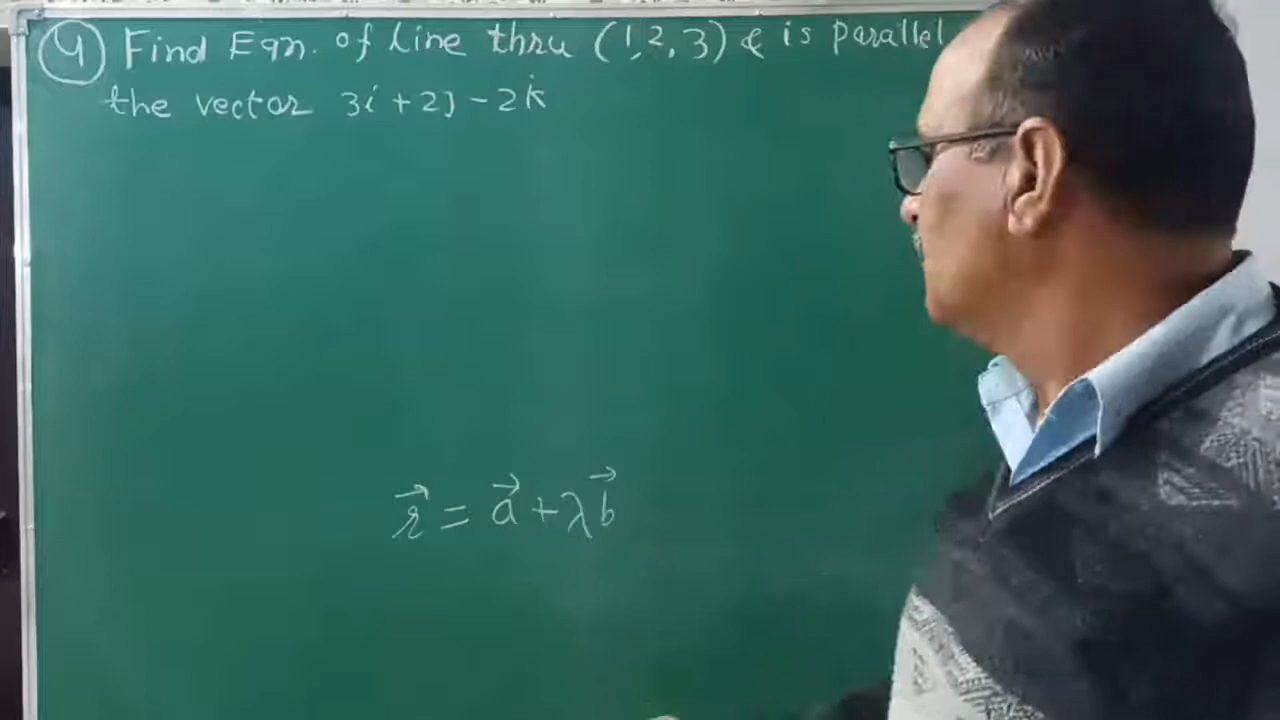 4 Find Eqn. of line thru (1,2,3) & is parallel
the vector 3i + 2j - 2k
r⃗ = a⃗ + λb⃗